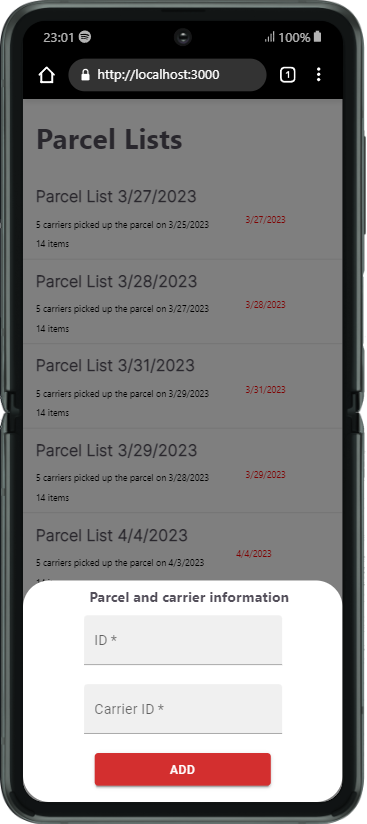 23:01 100%
http://localhost:3000 1
Parcel Lists
Parcel List 3/27/2023
5 carriers picked up the parcel on 3/25/2023 3/27/2023
14 items
Parcel List 3/28/2023
5 carriers picked up the parcel on 3/27/2023 3/28/2023
14 items
Parcel List 3/31/2023
5 carriers picked up the parcel on 3/29/2023 3/31/2023
14 items
Parcel List 3/29/2023
5 carriers picked up the parcel on 3/28/2023 3/29/2023
14 items
Parcel List 4/4/2023
5 carriers picked up the parcel on 4/3/2023 4/4/2023
Parcel and carrier information
ID *
Carrier ID *
ADD